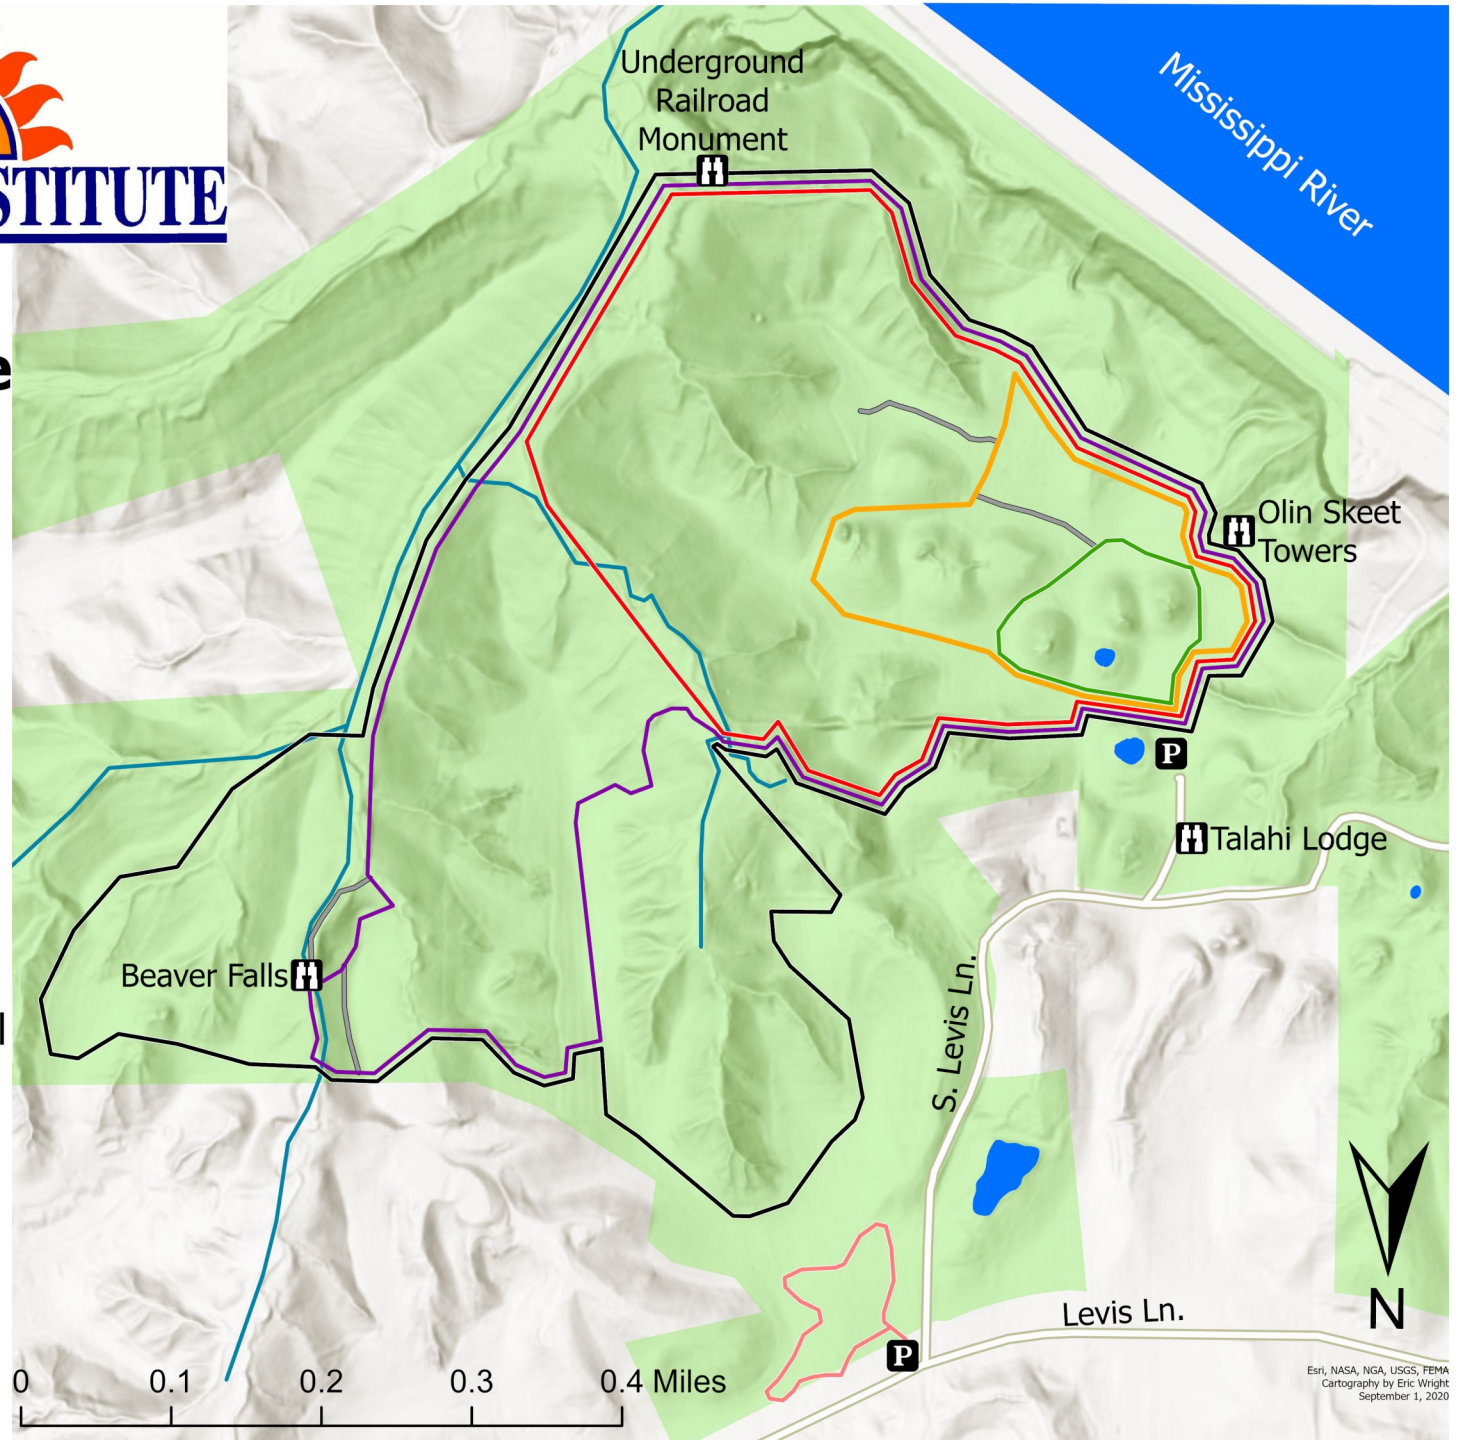 STITUTE
e
l
Underground
Railroad
Monument
Mississippi River
Olin Skeet
Towers
P
Talahi Lodge
Beaver Falls
S. Levis Ln.
Levis Ln.
P
N
0 0.1 0.2 0.3 0.4 Miles
Esri, NASA, NGA, USGS, FEMA
Cartography by Eric Wright
September 1, 2020